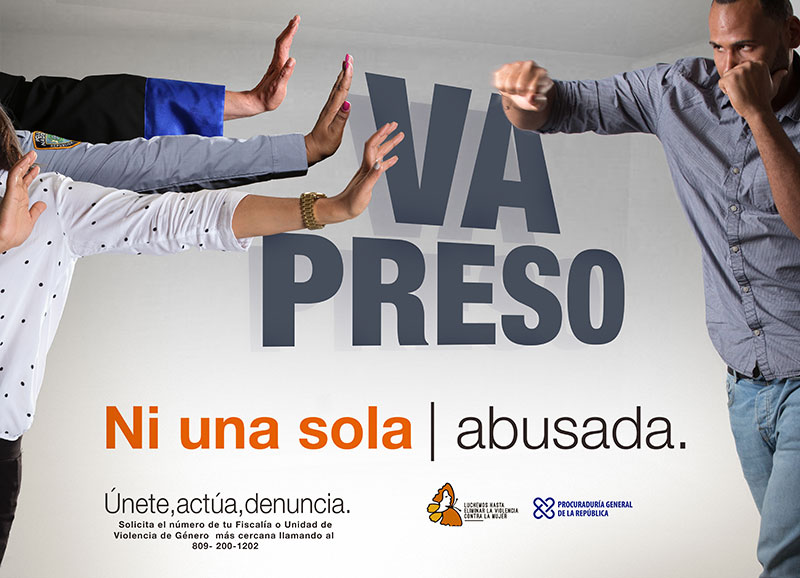 VA
PRESO
Ni una sola | abusada.
Únete,actúa,denuncia.
Solicita el número de tu Fiscalía o Unidad de
Violencia de Género más cercana llamando al
809- 200-1202
LUCHEMOS HASTA
ELIMINAR LA VIOLENCIA
CONTRA LA MUJER
PROCURADURÍA GENERAL
DE LA REPÚBLICA